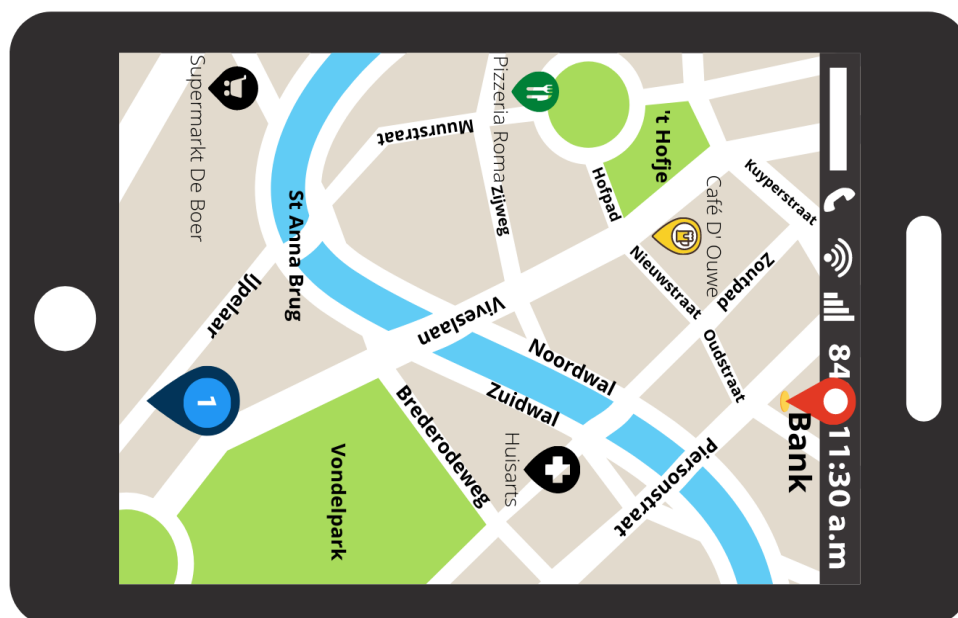 84 11:30 a.m
Bank
Kuyperstraat
Zoutpad
Oudstraat
Café D' Ouwe
't Hofje
Nieuwstraat
Piersonstraat
Hofpad
Noordwal
Zuidwal
Huisarts
Pizzeria Roma
Zijweg
Viveslaan
Brederodeweg
Muurstraat
Vondelpark
St Anna Brug
IJpelaar
1
Supermarkt De Boer